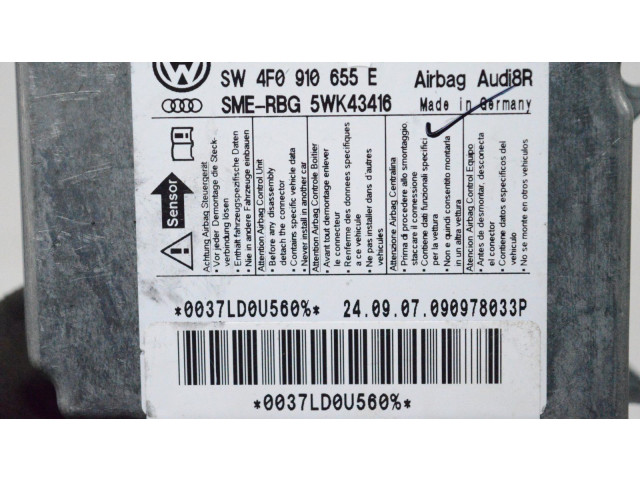 SW 4F0 910 655 E
Airbag Audi8R
SME-RBG 5WK43416
Made in Germany
Sensor
Achtung Airbag Steuergerät
• Vor jeder Demontage die Steck-
verbindung lösen
• Enthält fahrzeugspezifische Daten
• Nie in andere Fahrzeuge einbauen
Attention Airbag Control Unit
• Before any disassembly
detach the connector
• Contains specific vehicle data
• Never install in another car
Attention Airbag Controle Boîtier
• Avant tout demontage enlever
le connecteur
• Renferme des données specifiques
a ce vehicule
• Ne pas installer dans d'autres
vehicules
Attenzione Airbag Centralina
• Prima di procedere allo smontaggio,
staccare il connessione
• Contiene dati funzionali specifici
per la vettura
• Non e quindi consentito montarla
in un altra vettura
Atencion Airbag Control Equipo
• Antes de desmontar, desconecta
el conector
• Contiene datos específicos del
vehículo
• No se monte en otros vehículos
*0037LD0U560%*
24.09.07.090978033P
*0037LD0U560%*